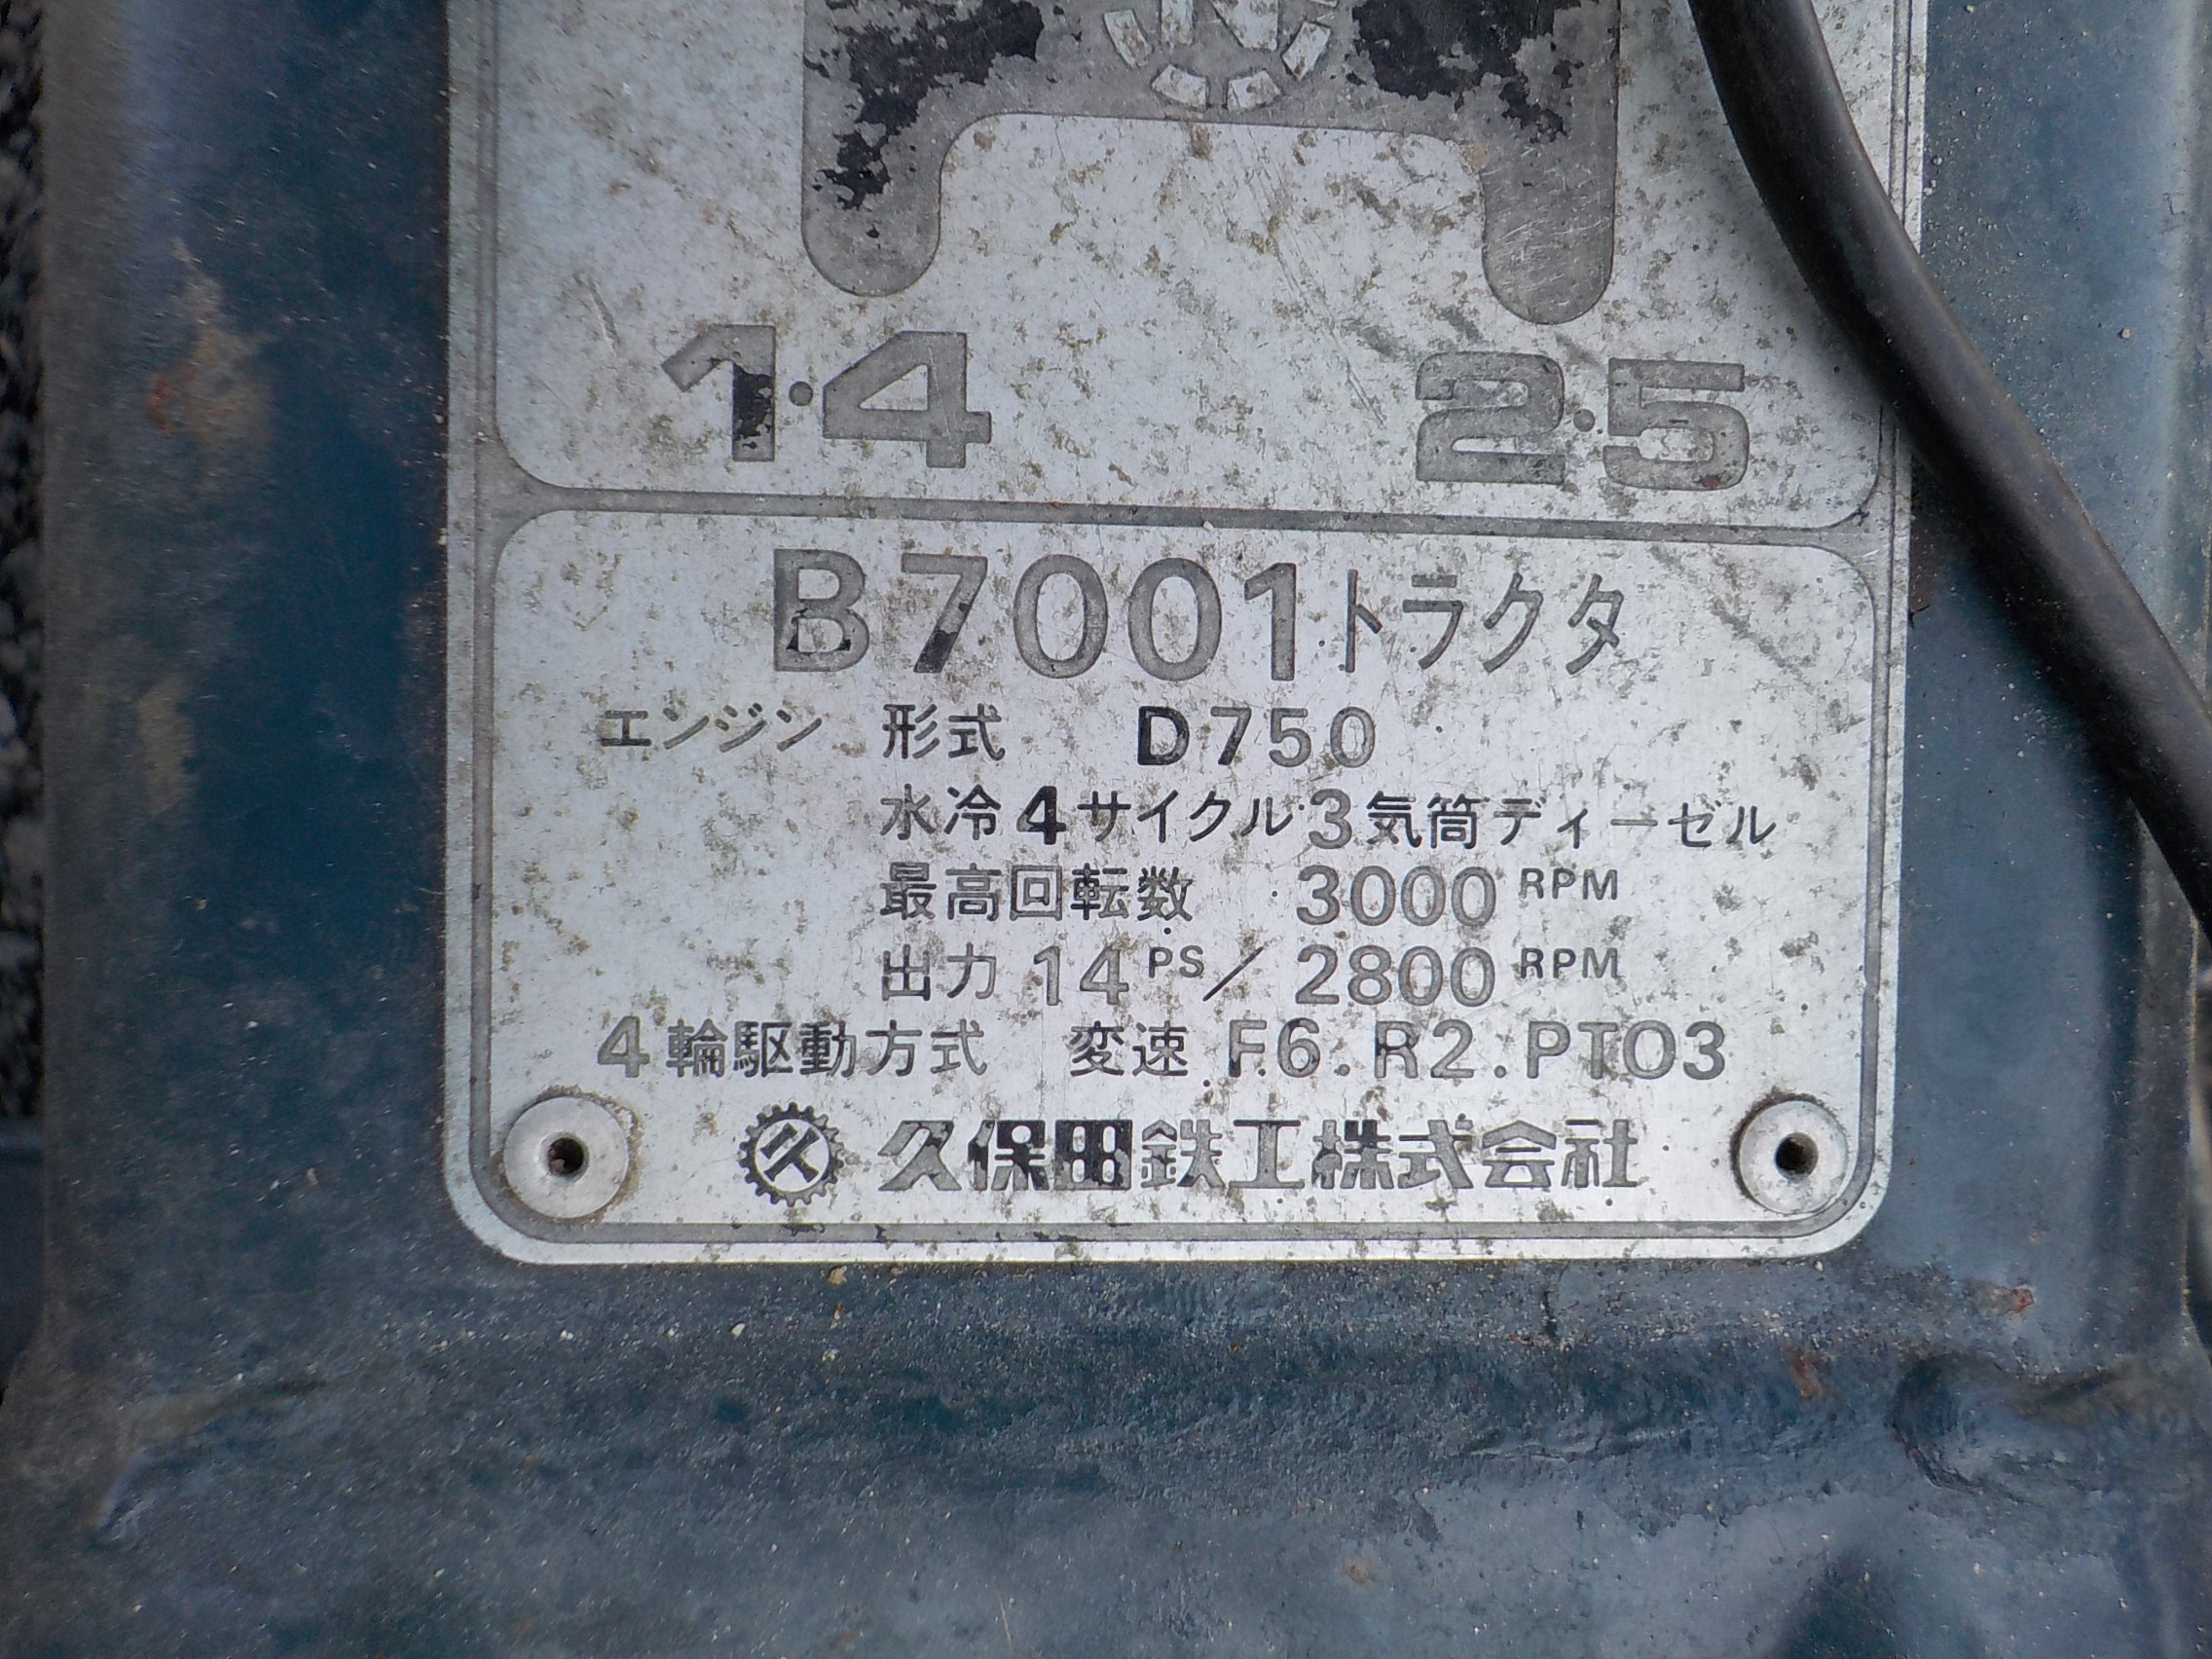 N
1·4 2·5
B7001トラクタ
エンジン 形式 D750
水冷4サイクル3気筒ディーゼル
最高回転数 3000 RPM
出力 14 PS / 2800 RPM
4輪駆動方式 変速 F6.R2.PTO3
久 久保田鉄工株式会社